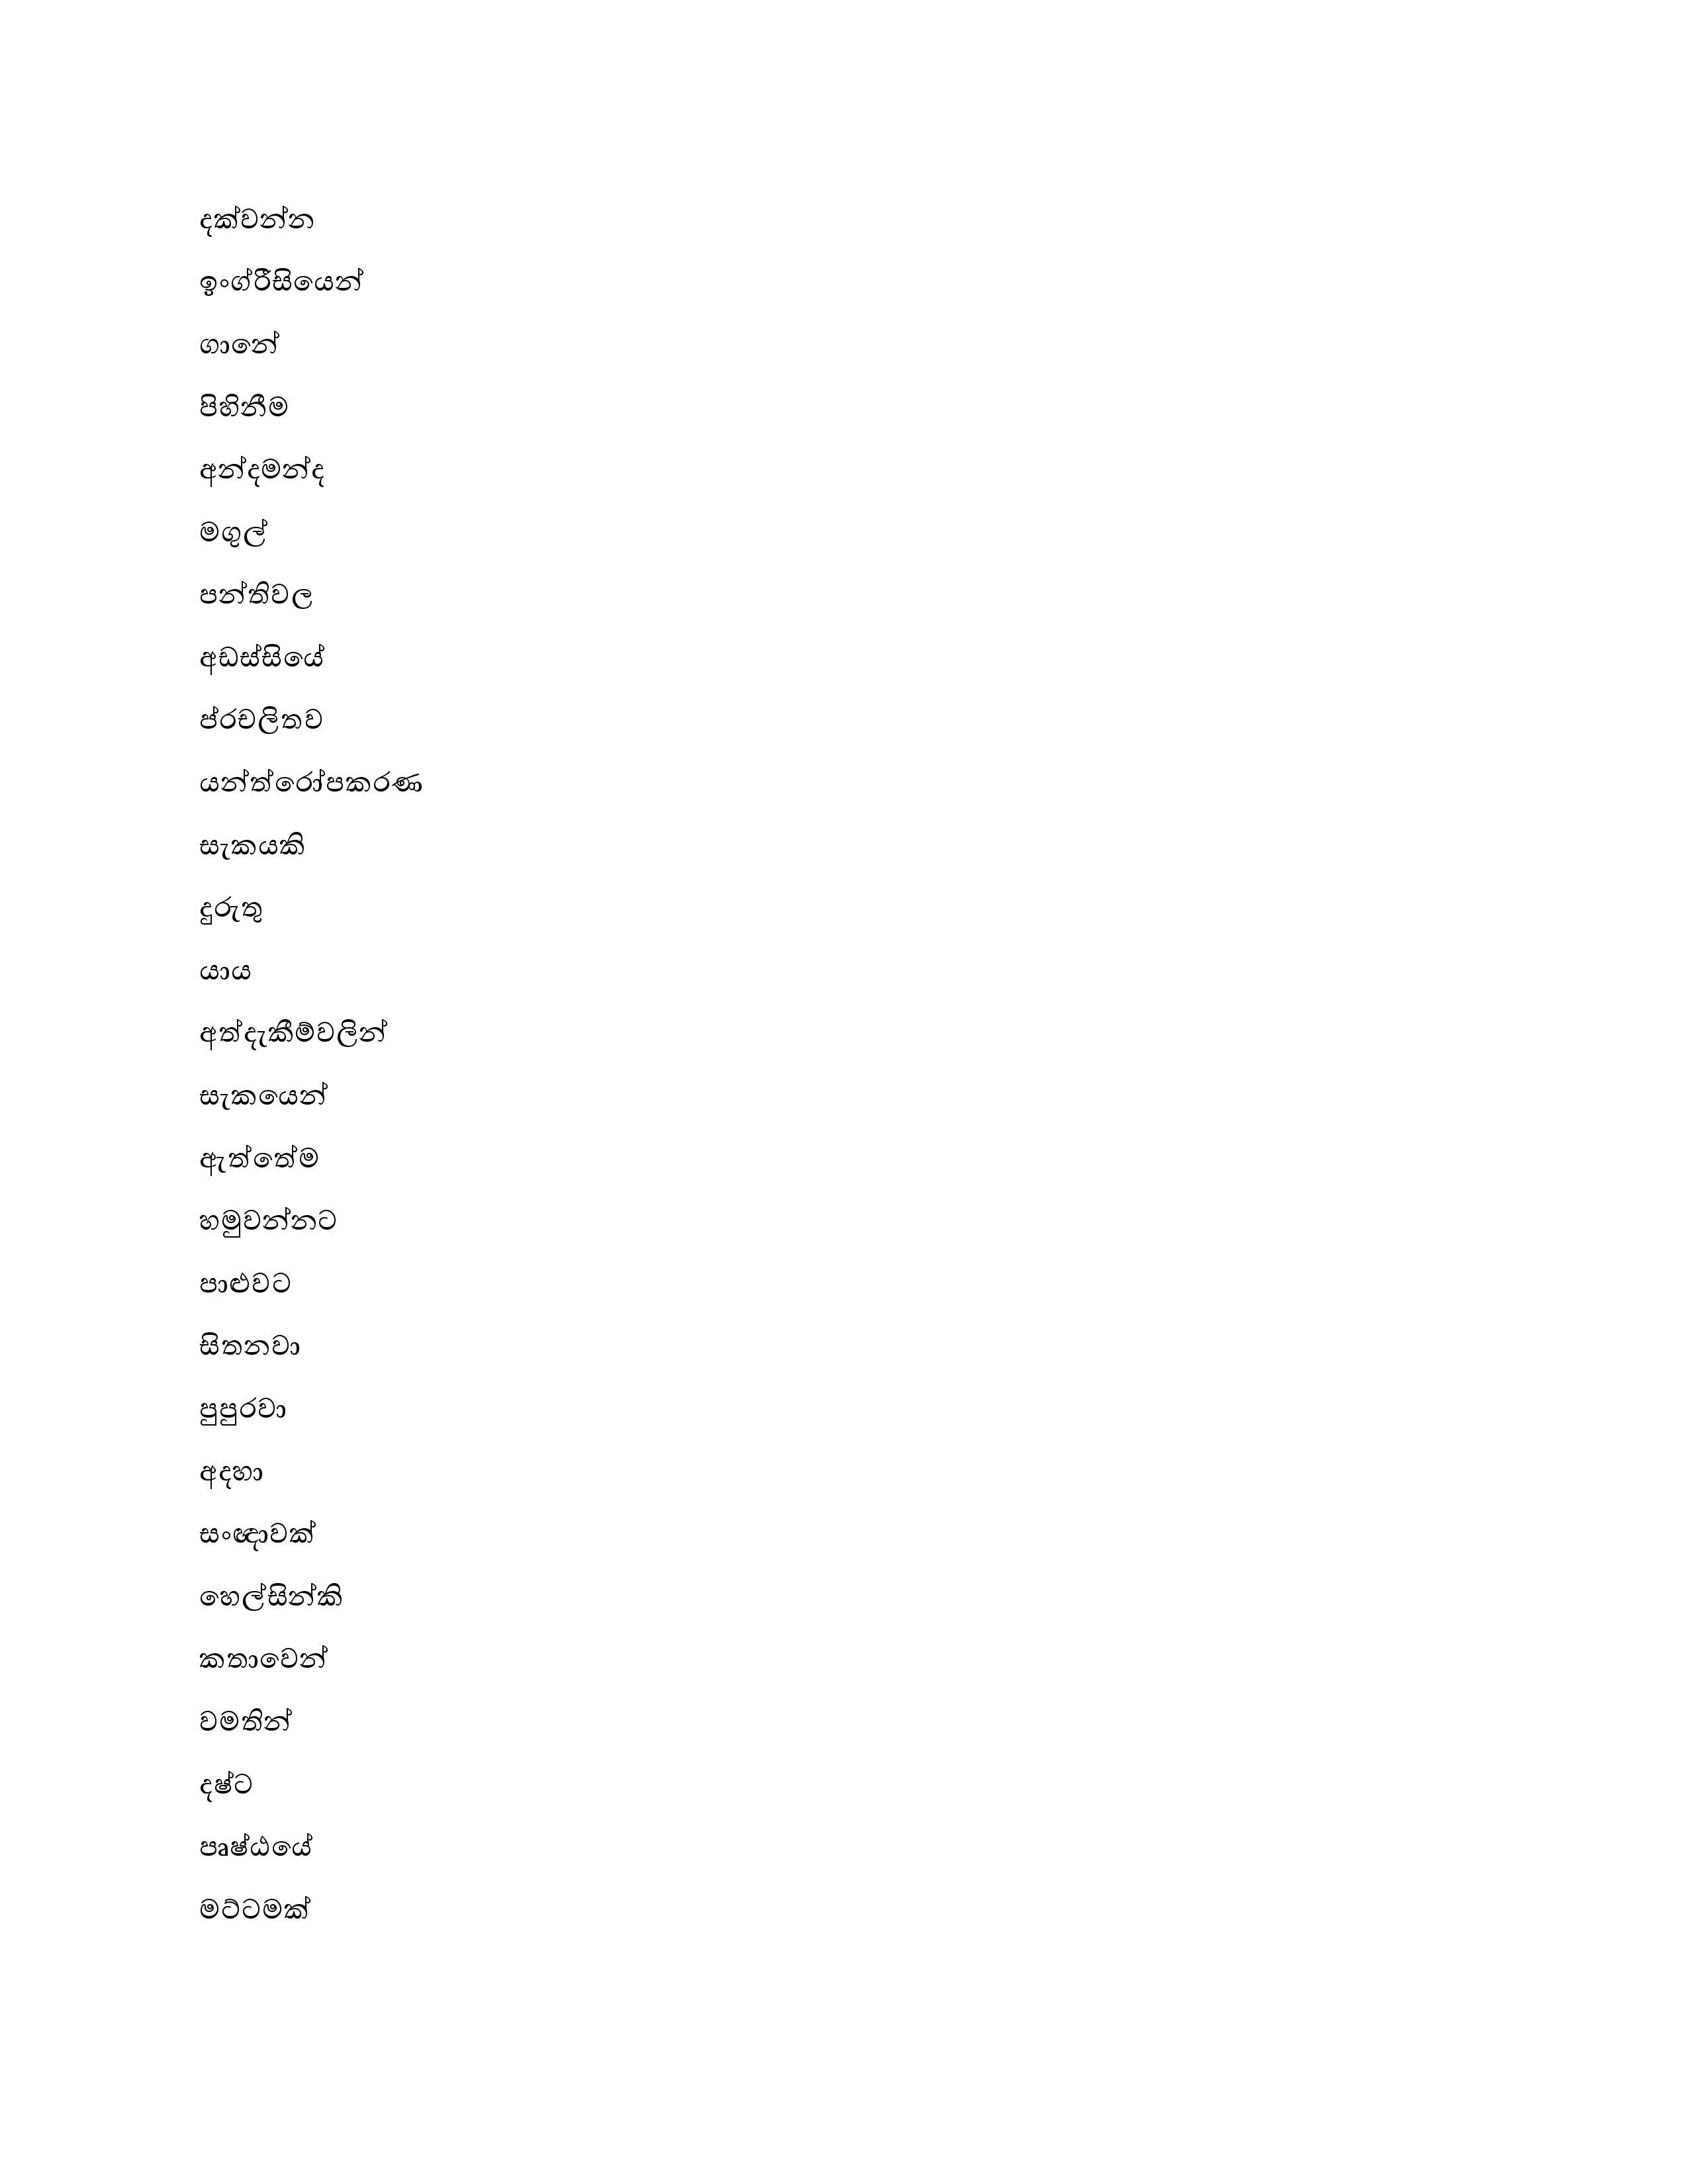 දක්වන්න
ඉංග්රීසියෙන්
ගානේ
පිහිනීම
අන්දමන්ද
මගුල්
පන්තිවල
අඩස්සියේ
ප්රචලිතව
යන්ත්රෝපකරණ
සැකයකි
දුරුතු
යාය
අත්දැකීම්වලින්
සැකයෙන්
ඇත්තේම
හමුවන්නට
පාළුවට
සිතනවා
පුපුරවා
අදහා
සංඥාවක්
හෙල්සින්කි
කතාවෙන්
වමතින්
දෂ්ට
පෘෂ්ඨයේ
මට්ටමක්